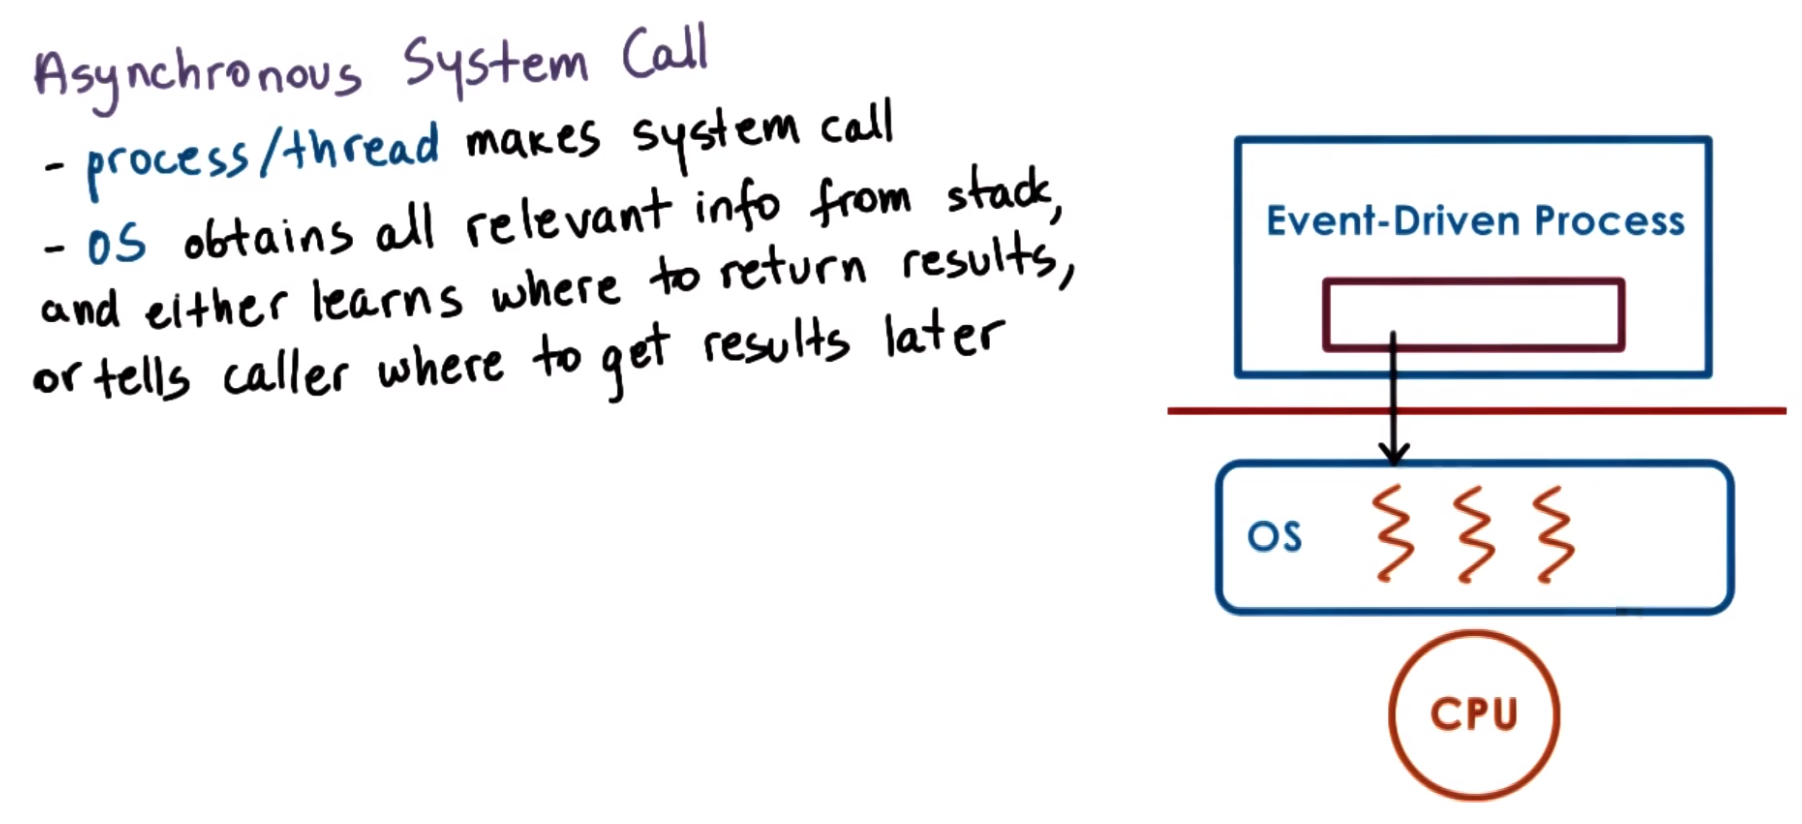 Asynchronous System Call
- process/thread makes system call
- OS obtains all relevant info from stack,
and either learns where to return results,
or tells caller where to get results later
Event-Driven Process
OS
CPU